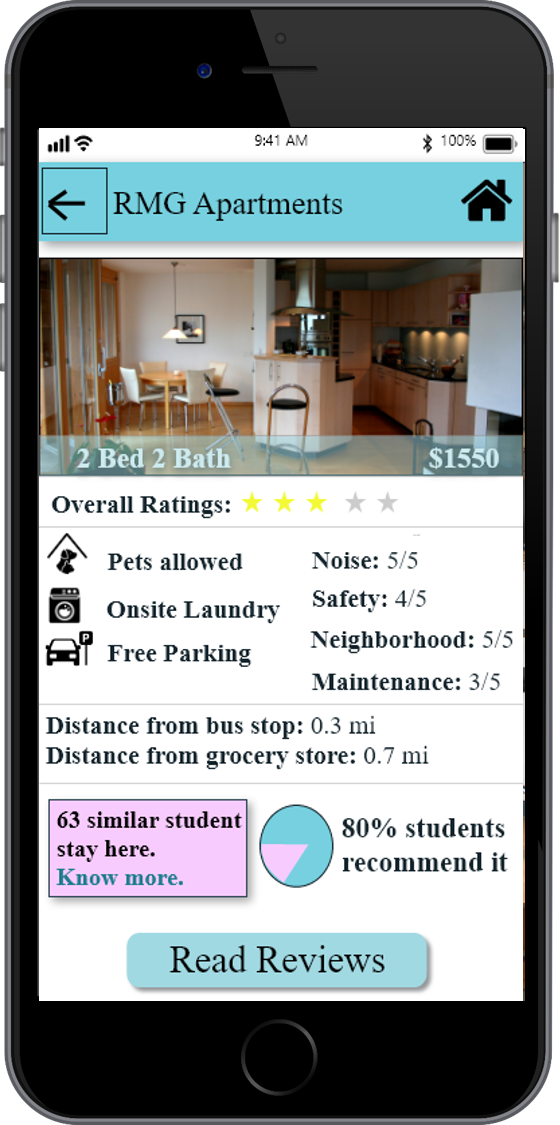 9:41 AM 100%
RMG Apartments
2 Bed 2 Bath $1550
Overall Ratings:
Pets allowed
Onsite Laundry
P
Free Parking
Noise: 5/5
Safety: 4/5
Neighborhood: 5/5
Maintenance: 3/5
Distance from bus stop: 0.3 mi
Distance from grocery store: 0.7 mi
63 similar student
stay here.
Know more.
80% students
recommend it
Read Reviews